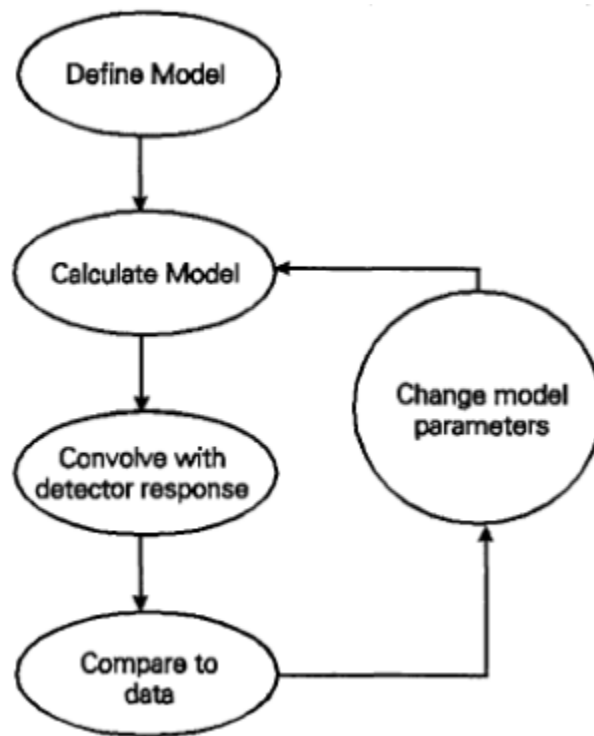 Define Model
Calculate Model
Change model
parameters
Convolve with
detector response
Compare to
data